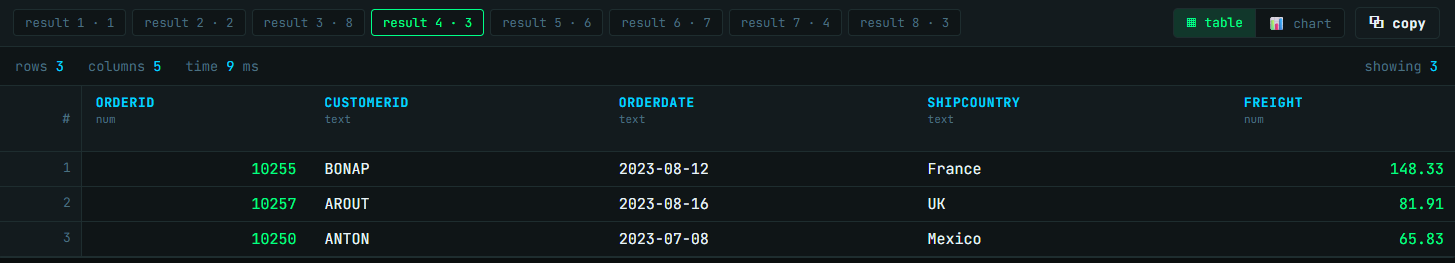 result 1 · 1 result 2 · 2 result 3 · 8 result 4 · 3 result 5 · 6 result 6 · 7 result 7 · 4 result 8 · 3 table chart copy
rows 3 columns 5 time 9 ms showing 3
# ORDERID CUSTOMERID ORDERDATE SHIPCOUNTRY FREIGHT
num text text text num
1 10255 BONAP 2023-08-12 France 148.33
2 10257 AROUT 2023-08-16 UK 81.91
3 10250 ANTON 2023-07-08 Mexico 65.83